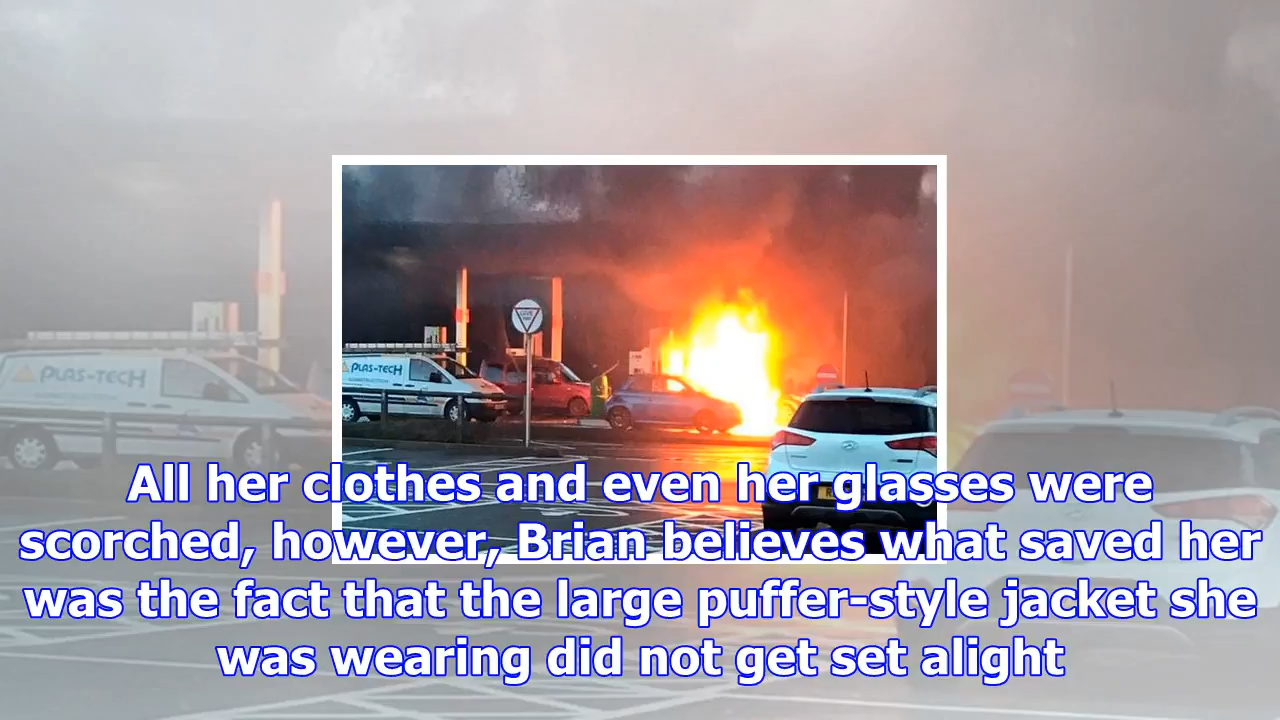 GIVE
WAY
PLAS-TECH
PLAS-TECH
All her clothes and even her glasses were
scorched, however, Brian believes what saved her
was the fact that the large puffer-style jacket she
was wearing did not get set alight